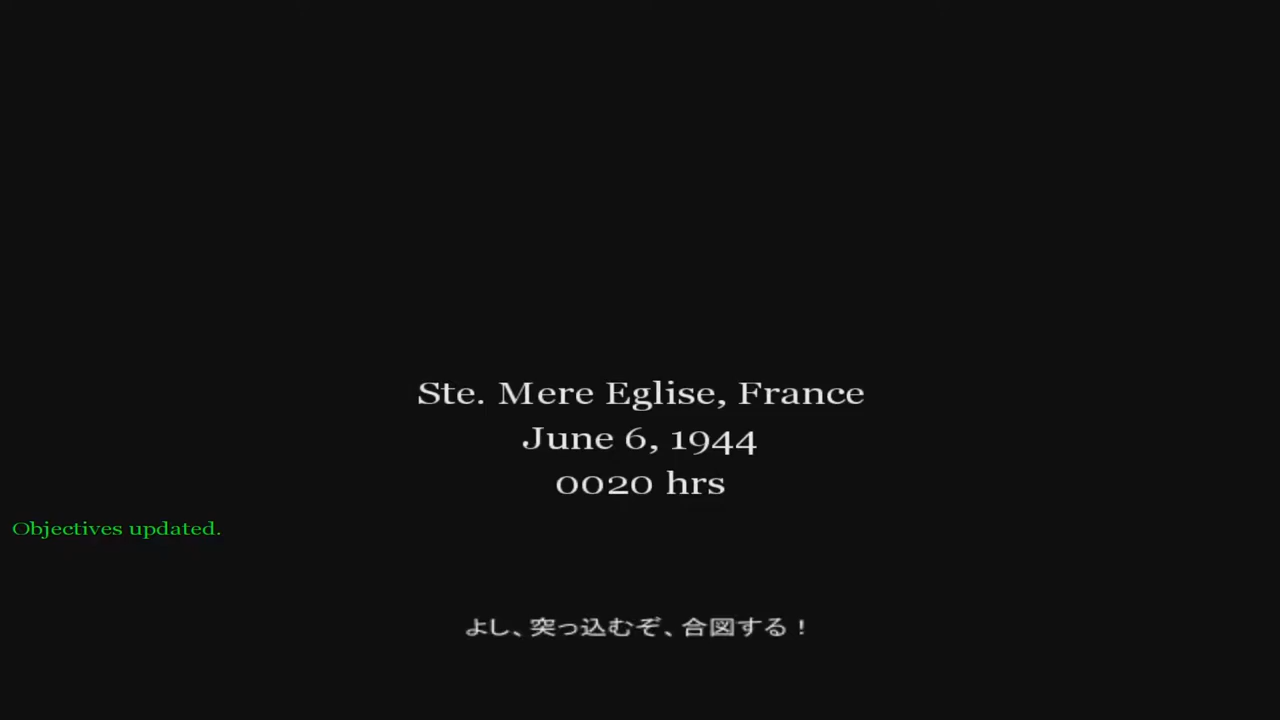 Ste. Mere Eglise, France
June 6, 1944
0020 hrs
Objectives updated.
よし、突っ込むぞ、合図する！